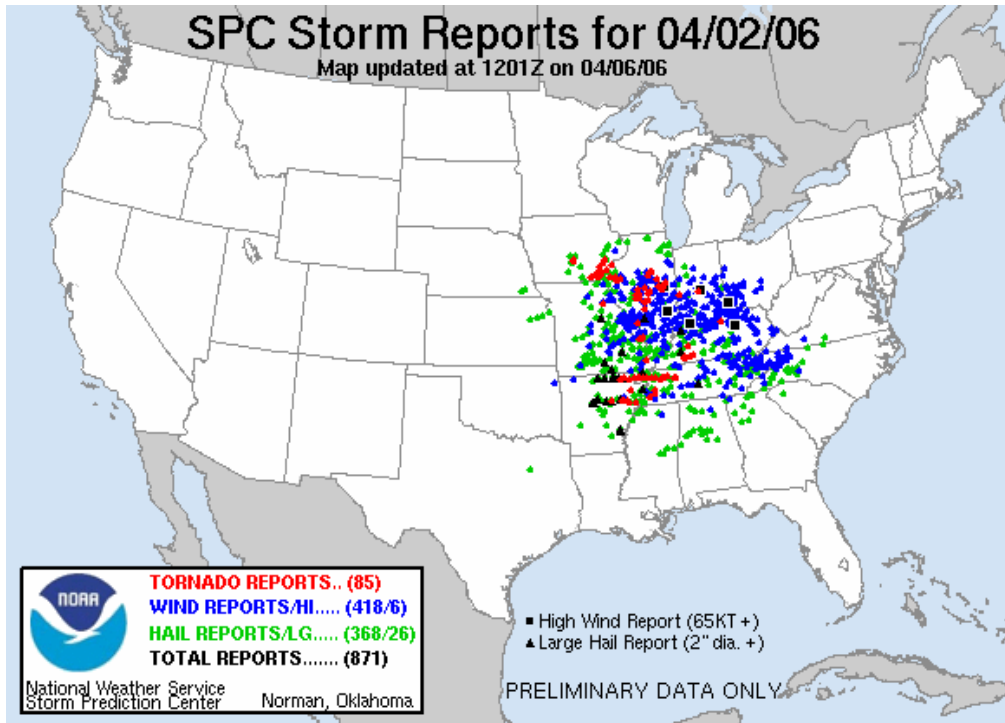 SPC Storm Reports for 04/02/06
Map updated at 1201Z on 04/06/06
NOAA
TORNADO REPORTS.. (85)
WIND REPORTS/HI..... (418/6)
HAIL REPORTS/LG..... (368/26)
TOTAL REPORTS....... (871)
National Weather Service
Storm Prediction Center
Norman, Oklahoma
High Wind Report (65KT +)
Large Hail Report (2" dia. +)
PRELIMINARY DATA ONLY